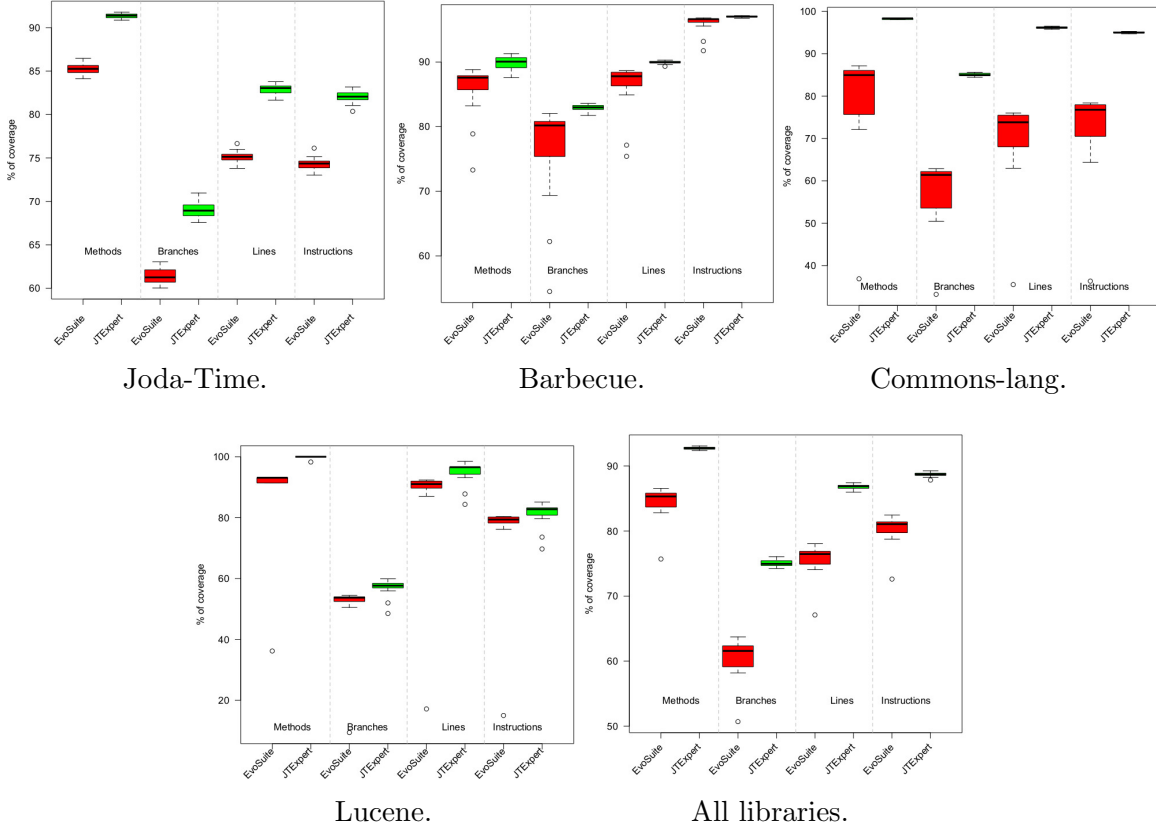 % of coverage
90
85
80
75
70
65
60
Methods Branches Lines Instructions
EvoSuite JTExpert EvoSuite JTExpert EvoSuite JTExpert EvoSuite JTExpert
Joda-Time.
% of coverage
90
80
70
60
Methods Branches Lines Instructions
EvoSuite JTExpert EvoSuite JTExpert EvoSuite JTExpert EvoSuite JTExpert
Barbecue.
% of coverage
100
90
80
70
60
50
40
Methods Branches Lines Instructions
EvoSuite JTExpert EvoSuite JTExpert EvoSuite JTExpert EvoSuite JTExpert
Commons-lang.
% of coverage
100
80
60
40
20
Methods Branches Lines Instructions
EvoSuite JTExpert EvoSuite JTExpert EvoSuite JTExpert EvoSuite JTExpert
Lucene.
% of coverage
90
80
70
60
50
Methods Branches Lines Instructions
EvoSuite JTExpert EvoSuite JTExpert EvoSuite JTExpert EvoSuite JTExpert
All libraries.